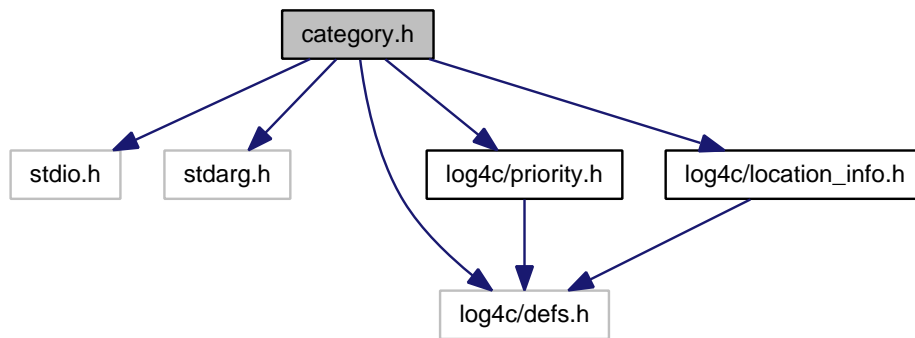 category.h
stdio.h
stdarg.h
log4c/priority.h
log4c/location_info.h
log4c/defs.h